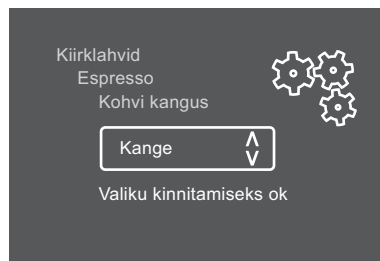 Kiirklahvid
Espresso
Kohvi kangus
Kange
Valiku kinnitamiseks ok